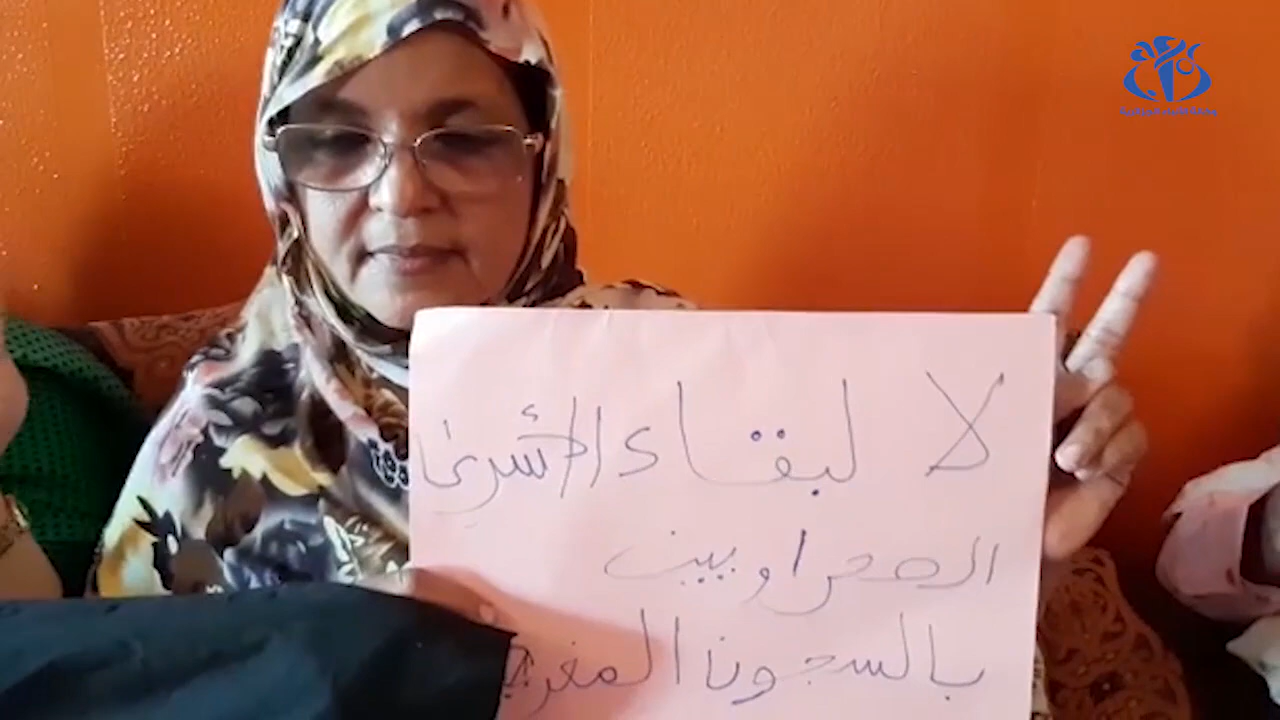 لا لبقاء الأسرى
الصحراويين
بالسجون